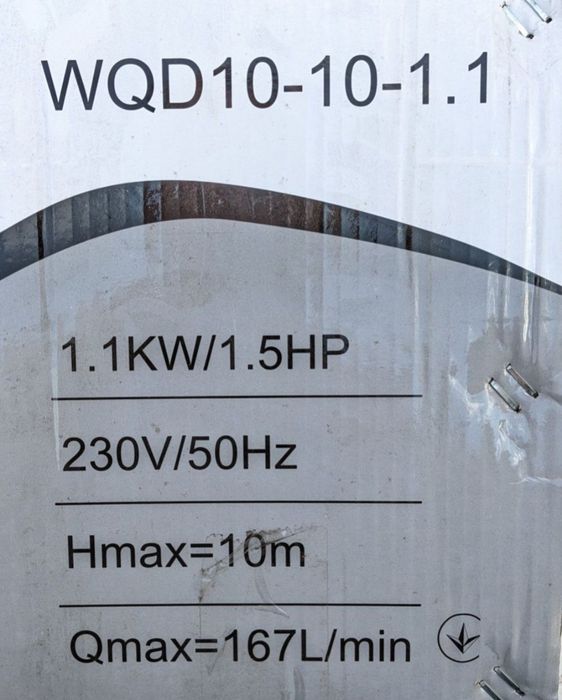 WQD10-10-1.1
1.1KW/1.5HP
230V/50Hz
Hmax=10m
Qmax=167L/min